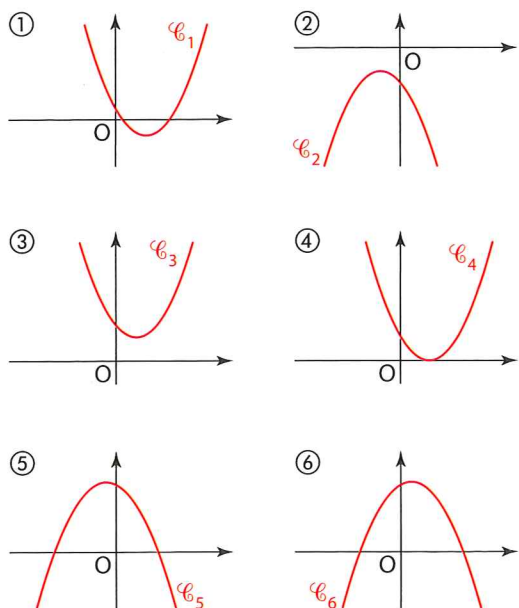 ① 𝒞₁
O
② O
𝒞₂
③ 𝒞₃
O
④ 𝒞₄
O
⑤ O
𝒞₅
⑥ O
𝒞₆